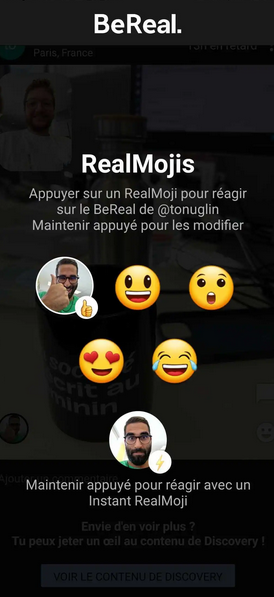 BeReal.
Paris, France
13h en retard
RealMojis
Appuyer sur un RealMoji pour réagir
sur le BeReal de @tonuglin
Maintenir appuyé pour les modifier
Maintenir appuyé pour réagir avec un
Instant RealMoji
Envie d'en voir plus ?
Tu peux jeter un œil au contenu de Discovery !
VOIR LE CONTENU DE DISCOVERY